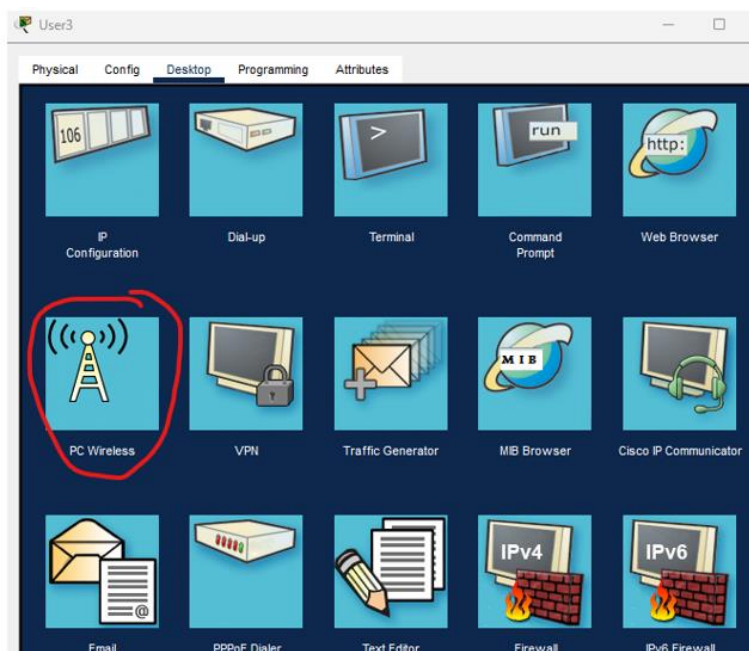 User3
Physical Config Desktop Programming Attributes
106
>
run
http:
IP
Configuration
Dial-up
Terminal
Command
Prompt
Web Browser
MIB
PC Wireless
VPN
Traffic Generator
MIB Browser
Cisco IP Communicator
@
IPv4
IPv6
Email
PPPoE Dialer
Text Editor
Firewall
IPv6 Firewall